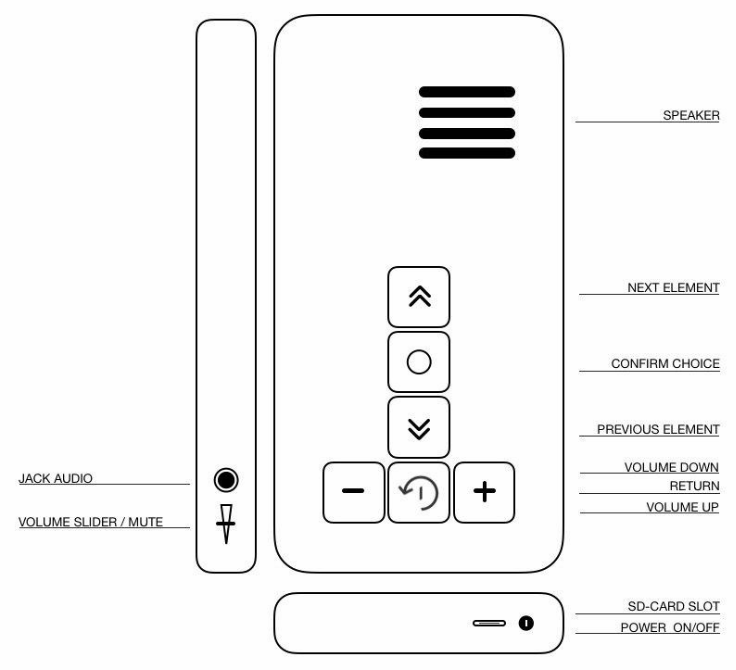 SPEAKER
NEXT ELEMENT
CONFIRM CHOICE
PREVIOUS ELEMENT
VOLUME DOWN
JACK AUDIO
RETURN
VOLUME UP
VOLUME SLIDER / MUTE
SD-CARD SLOT
POWER ON/OFF